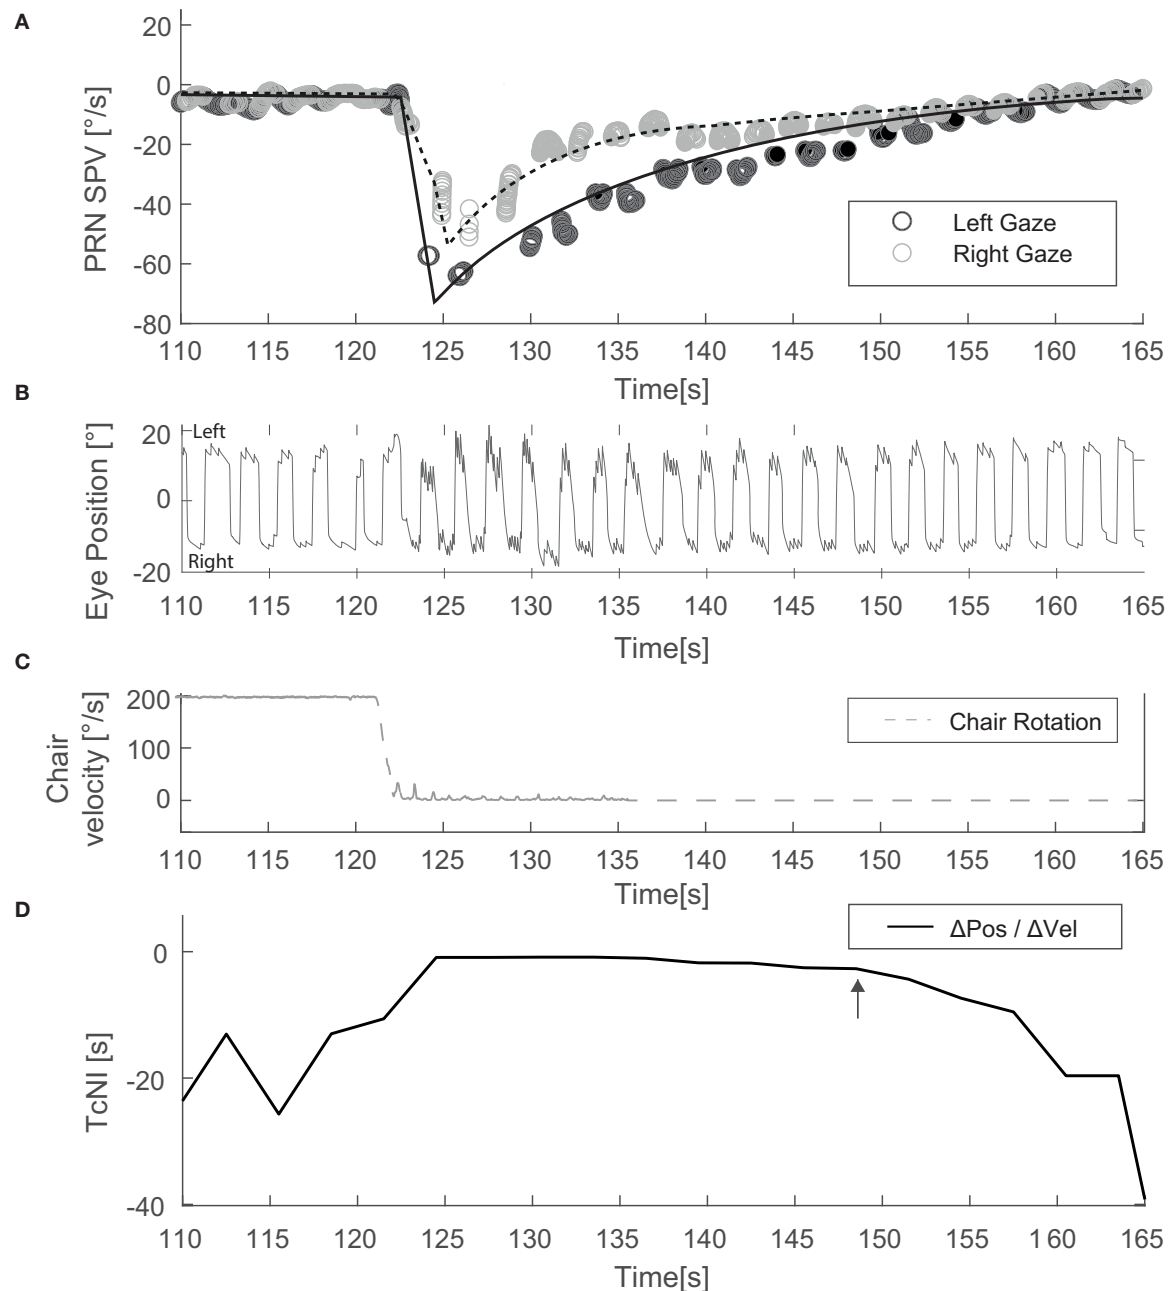 A
20
0
-20
-40
-60
-80
PRN SPV [°/s]
Left Gaze
Right Gaze
110 115 120 125 130 135 140 145 150 155 160 165
Time[s]
B
20
0
-20
Eye Position [°]
Left
Right
110 115 120 125 130 135 140 145 150 155 160 165
Time[s]
C
200
100
0
Chair
velocity [°/s]
Chair Rotation
110 115 120 125 130 135 140 145 150 155 160 165
Time[s]
D
0
-20
-40
TcNI [s]
ΔPos / ΔVel
110 115 120 125 130 135 140 145 150 155 160 165
Time[s]